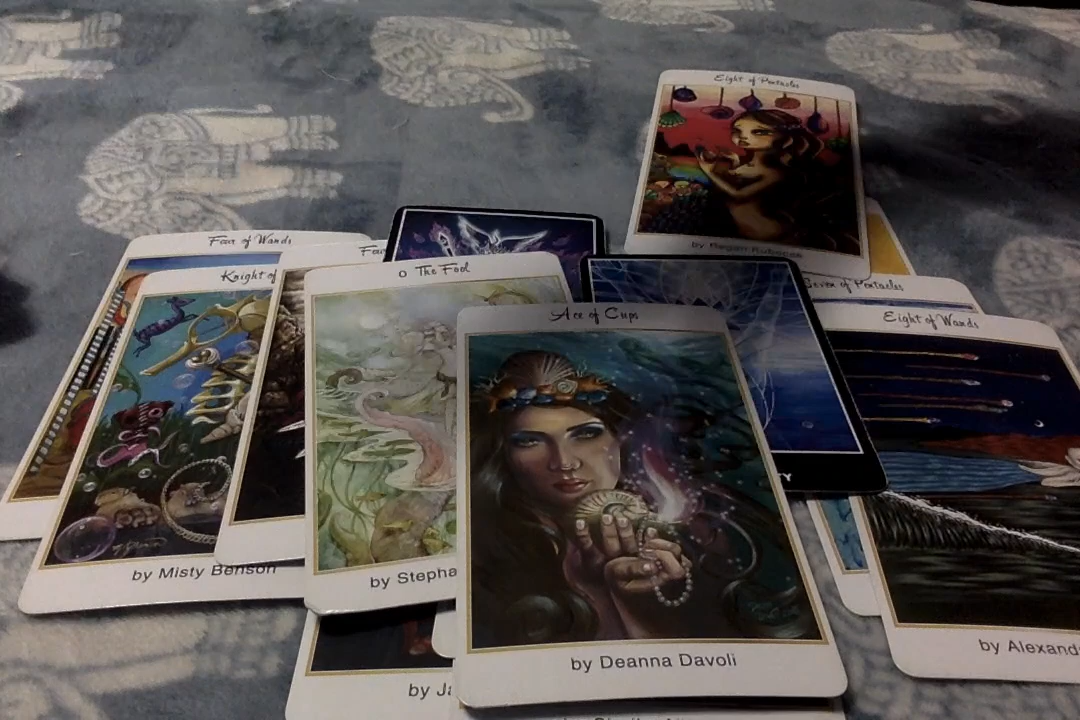 Eight of Pentacles
by Regan Kubecka
Four of Wands
Knight of
0 The Fool
Seven of Pentacles
Eight of Wands
Ace of Cups
by Misty Benson
by Stepha
by Deanna Davoli
by Alexand
by Ja